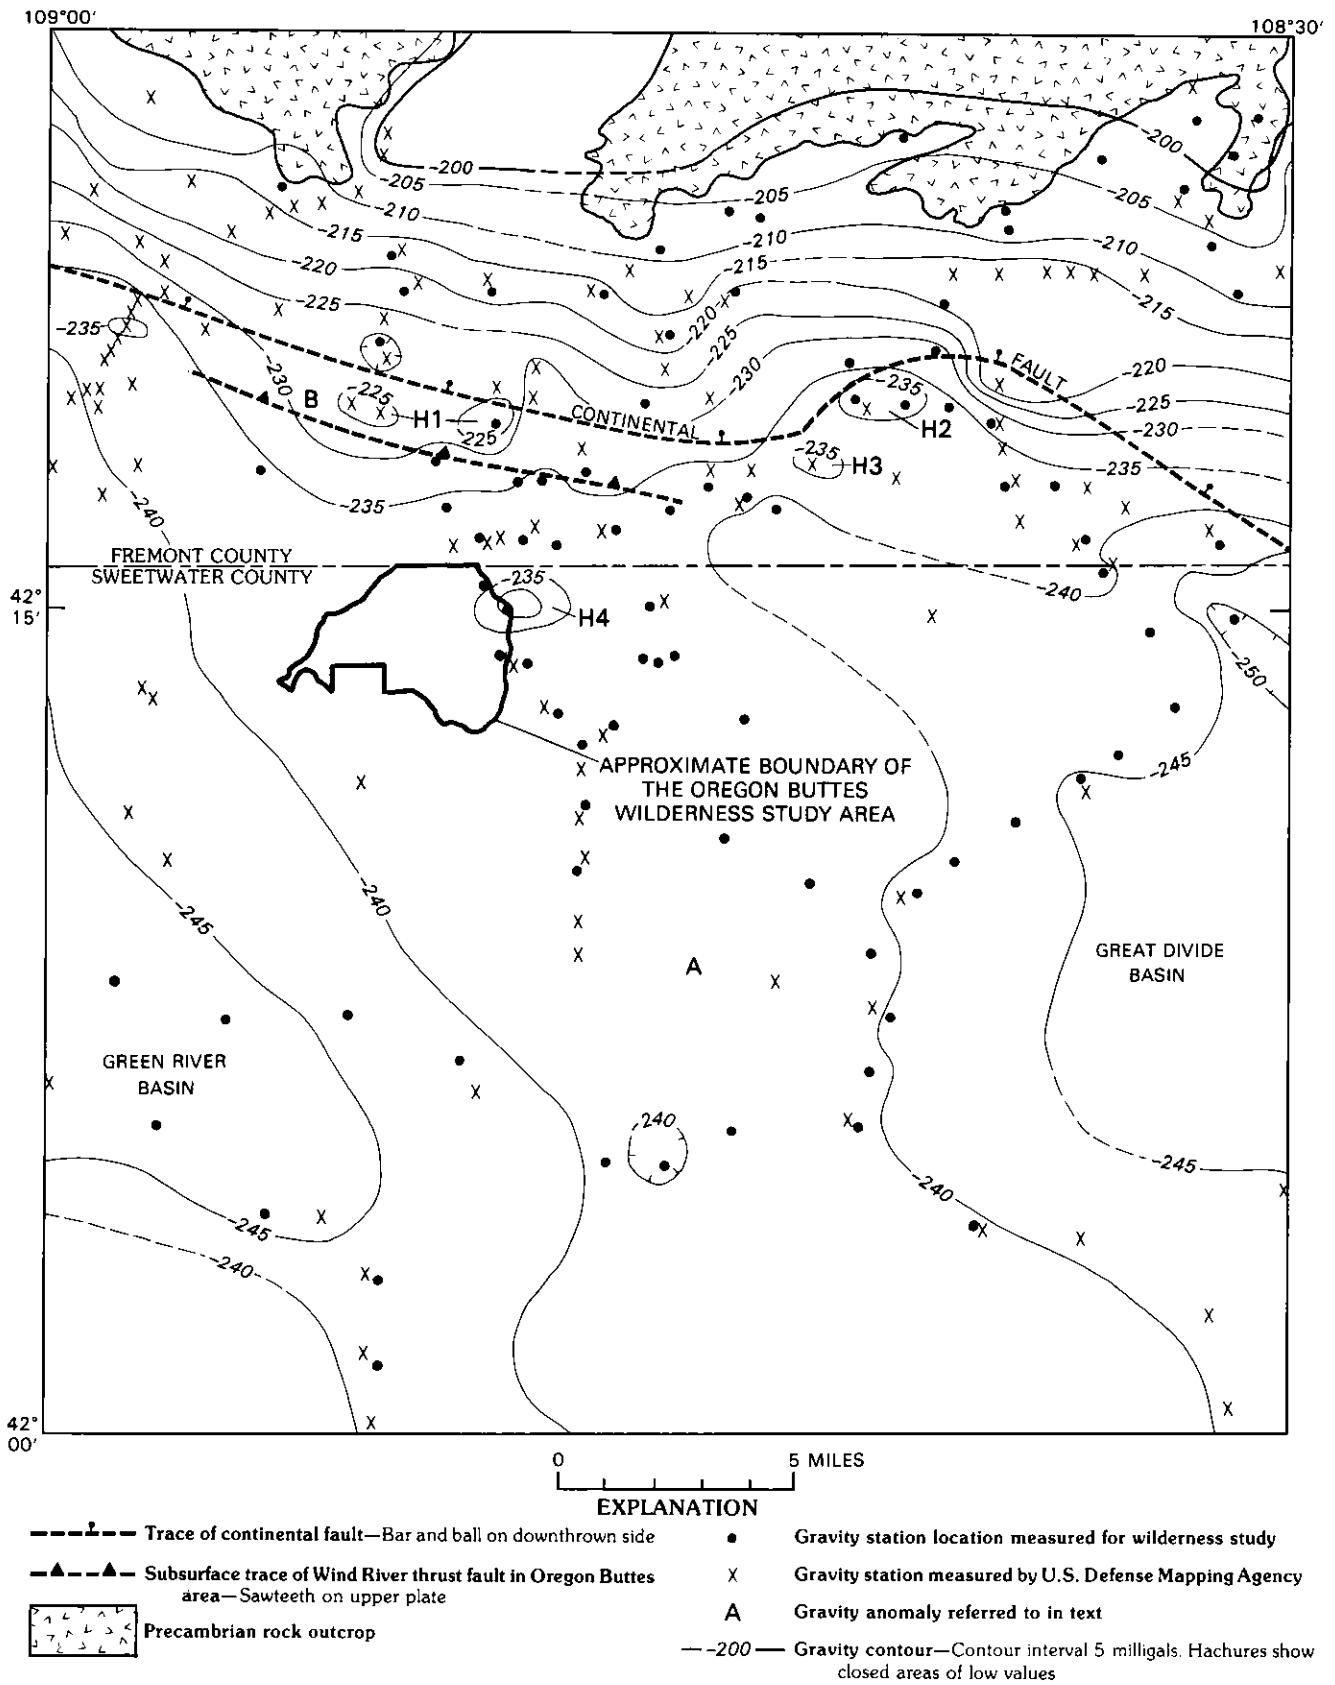 109°00′
108°30′
-200
-200
-205
-205
-205
-210
-210
-210
-215
-215
-215
-220
-220
-220
-225
-225
-225
-230
-230
-230
-235
-235
-235
-235
-235
-235
-225
-225
B
H1
H2
H3
CONTINENTAL
FAULT
-240
FREMONT COUNTY
SWEETWATER COUNTY
42°
15′
-235
H4
-240
-250
-245
APPROXIMATE BOUNDARY OF
THE OREGON BUTTES
WILDERNESS STUDY AREA
-240
-245
A
GREAT DIVIDE
BASIN
GREEN RIVER
BASIN
240
-245
-240
-245
-240
42°
00′
0
5 MILES
EXPLANATION
Trace of continental fault—Bar and ball on downthrown side
Subsurface trace of Wind River thrust fault in Oregon Buttes
area—Sawteeth on upper plate
Precambrian rock outcrop
Gravity station location measured for wilderness study
X Gravity station measured by U.S. Defense Mapping Agency
A Gravity anomaly referred to in text
-200 Gravity contour—Contour interval 5 milligals. Hachures show
closed areas of low values